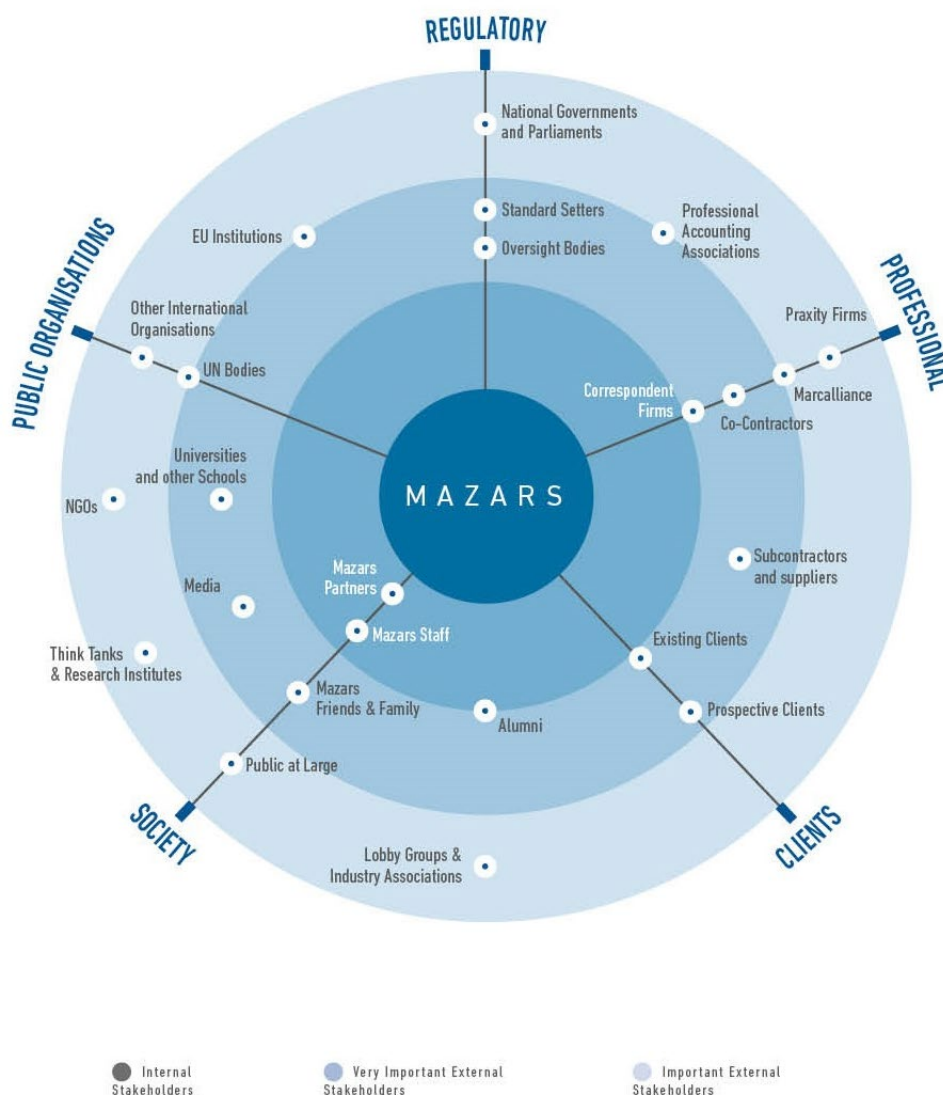 REGULATORY
National Governments
and Parliaments
Standard Setters
Professional
Accounting
Associations
EU Institutions
Oversight Bodies
PUBLIC ORGANISATIONS
PROFESSIONAL
Other International
Organisations
Praxity Firms
UN Bodies
Correspondent
Firms
Marcalliance
Co-Contractors
Universities
and other Schools
MAZARS
NGOs
Subcontractors
and suppliers
Mazars
Partners
Media
Mazars Staff
Existing Clients
Think Tanks
& Research Institutes
Mazars
Friends & Family
Prospective Clients
Alumni
Public at Large
SOCIETY
CLIENTS
Lobby Groups &
Industry Associations
Internal
Stakeholders
Very Important External
Stakeholders
Important External
Stakeholders